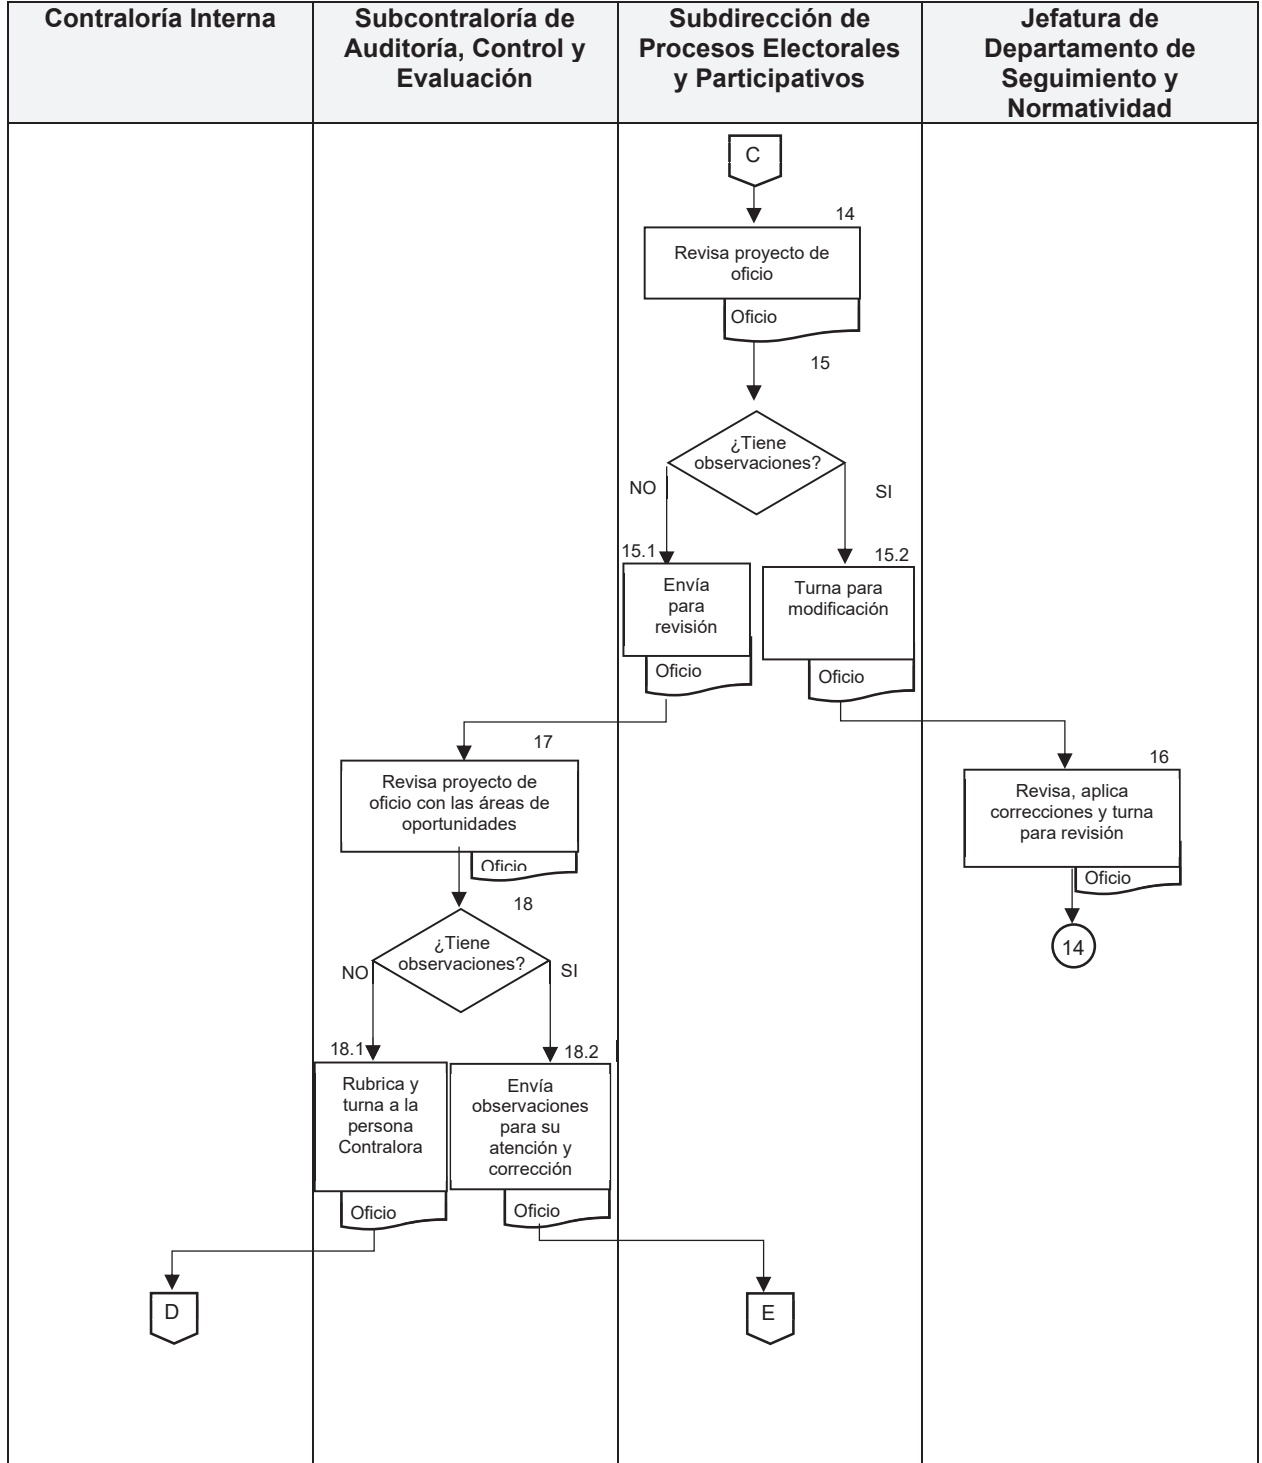 Contraloría Interna
Subcontraloría de
Auditoría, Control y
Evaluación
Subdirección de
Procesos Electorales
y Participativos
Jefatura de
Departamento de
Seguimiento y
Normatividad
C
14
Revisa proyecto de
oficio
Oficio
15
¿Tiene
observaciones?
NO
SI
15.1
Envía
para
revisión
Oficio
15.2
Turna para
modificación
Oficio
17
Revisa proyecto de
oficio con las áreas de
oportunidades
Oficio
16
Revisa, aplica
correcciones y turna
para revisión
Oficio
14
18
¿Tiene
observaciones?
NO
SI
18.1
Rubrica y
turna a la
persona
Contralora
Oficio
18.2
Envía
observaciones
para su
atención y
corrección
Oficio
D
E